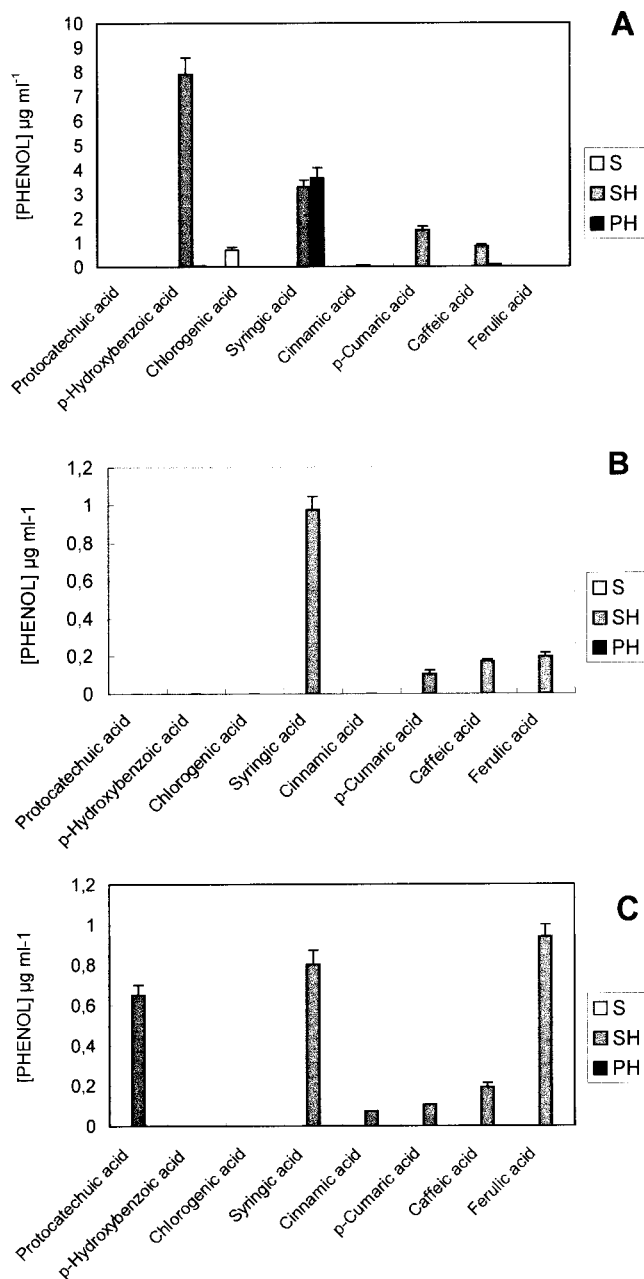 A
[PHENOL] µg ml-1
10
9
8
7
6
5
4
3
2
1
0
S
SH
PH
Protocatechuic acid
p-Hydroxybenzoic acid
Chlorogenic acid
Syringic acid
Cinnamic acid
p-Cumaric acid
Caffeic acid
Ferulic acid
B
[PHENOL] µg ml-1
1,2
1
0,8
0,6
0,4
0,2
0
S
SH
PH
Protocatechuic acid
p-Hydroxybenzoic acid
Chlorogenic acid
Syringic acid
Cinnamic acid
p-Cumaric acid
Caffeic acid
Ferulic acid
C
[PHENOL] µg ml-1
1,2
1
0,8
0,6
0,4
0,2
0
S
SH
PH
Protocatechuic acid
p-Hydroxybenzoic acid
Chlorogenic acid
Syringic acid
Cinnamic acid
p-Cumaric acid
Caffeic acid
Ferulic acid